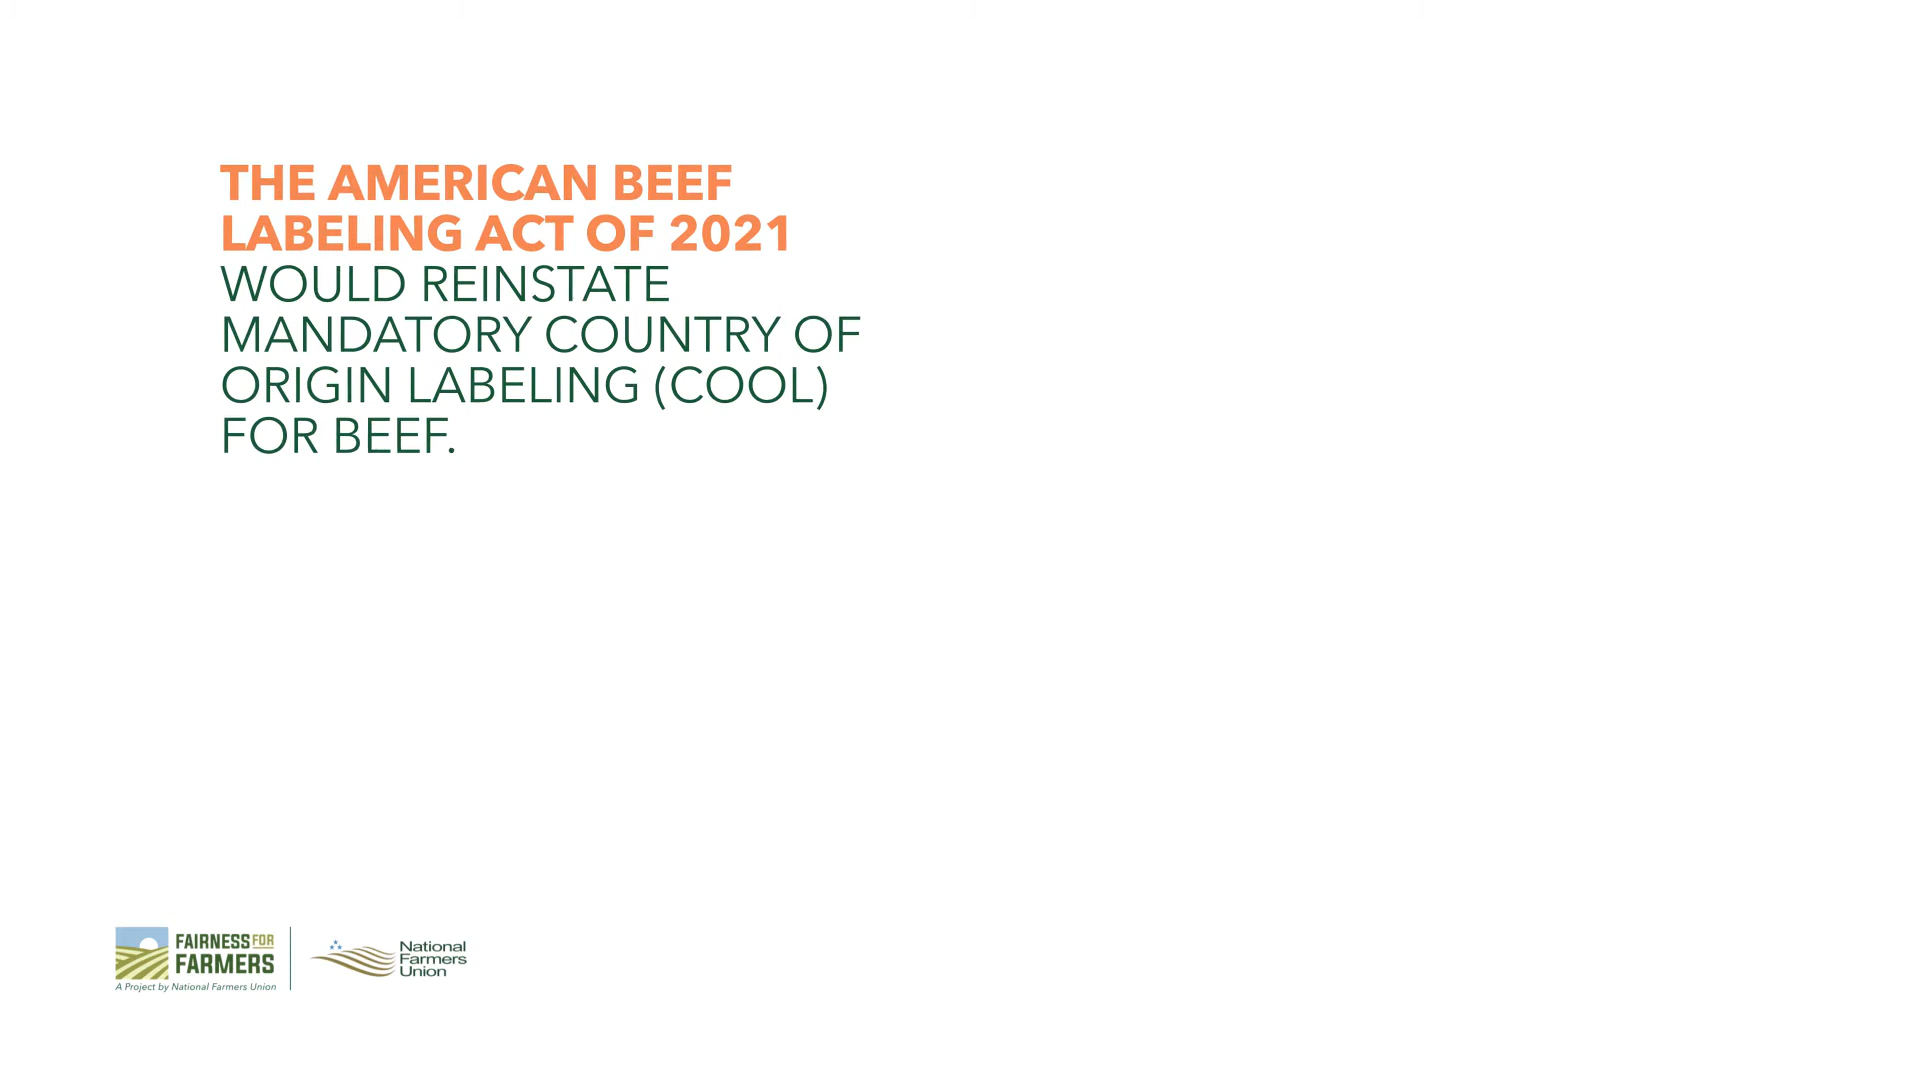 THE AMERICAN BEEF
LABELING ACT OF 2021
WOULD REINSTATE
MANDATORY COUNTRY OF
ORIGIN LABELING (COOL)
FOR BEEF.
FAIRNESS FOR
FARMERS
A Project by National Farmers Union
National
Farmers
Union